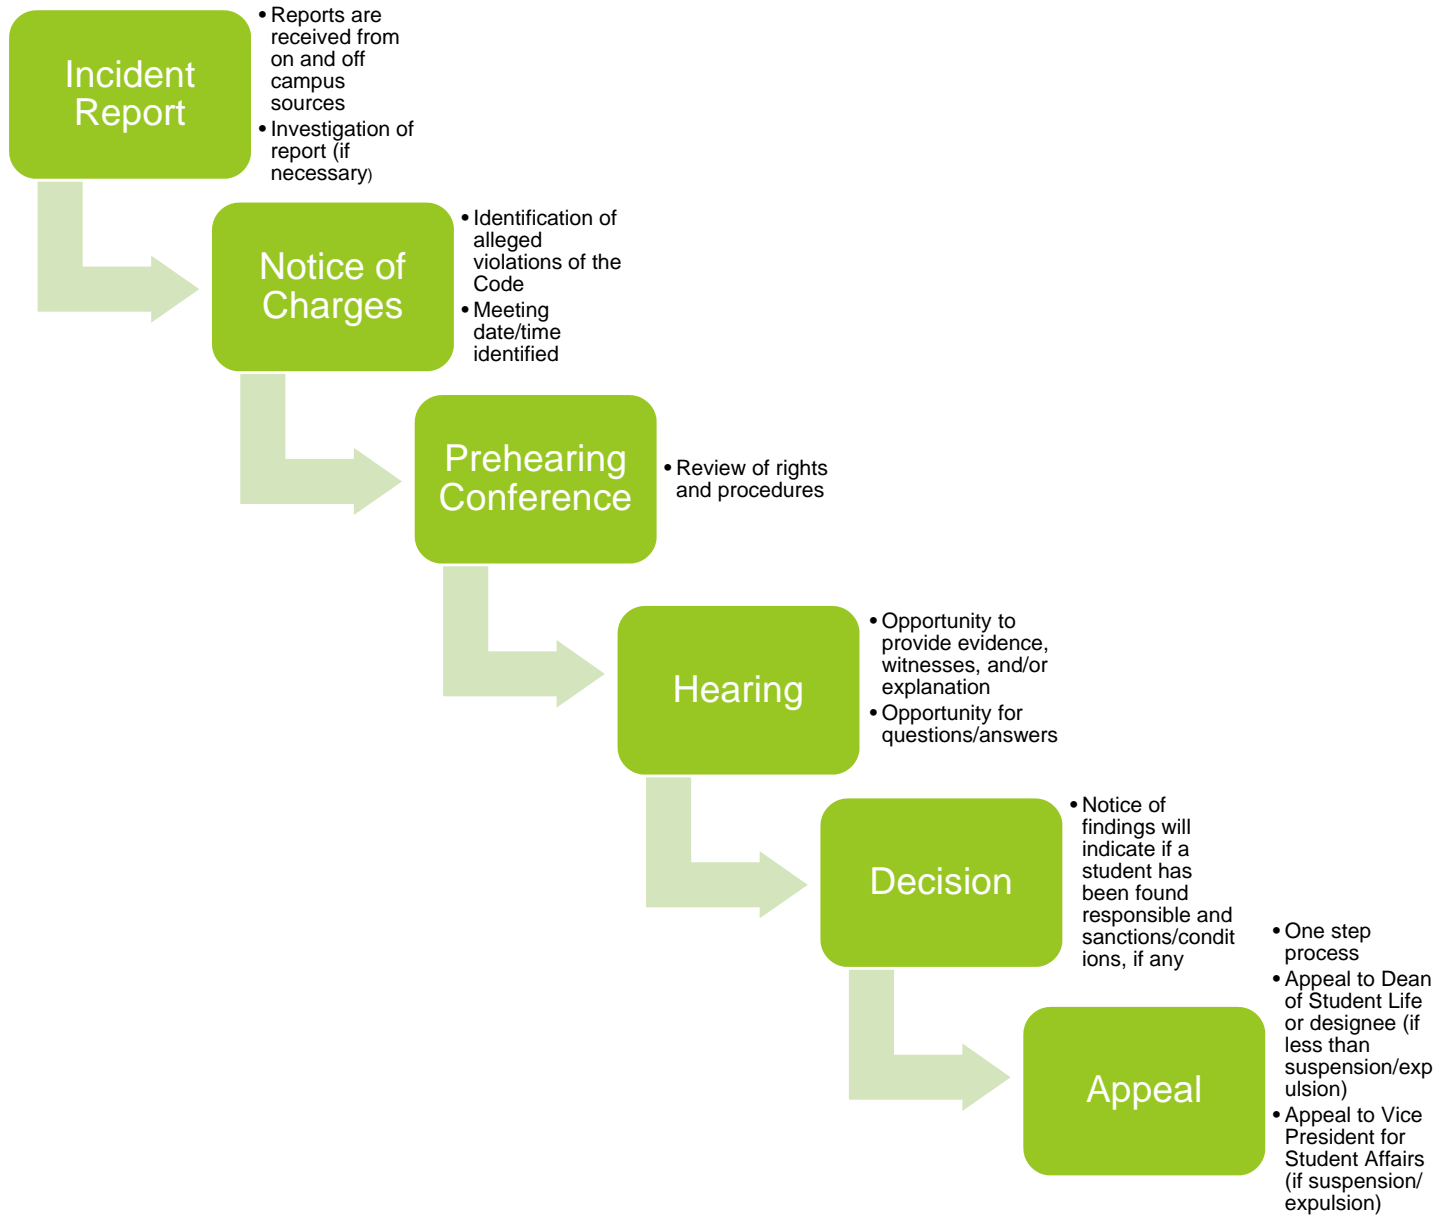 Incident
Report
• Reports are
received from
on and off
campus
sources
• Investigation of
report (if
necessary)
Notice of
Charges
• Identification of
alleged
violations of the
Code
• Meeting
date/time
identified
Prehearing
Conference
• Review of rights
and procedures
Hearing
• Opportunity to
provide evidence,
witnesses, and/or
explanation
• Opportunity for
questions/answers
Decision
• Notice of
findings will
indicate if a
student has
been found
responsible and
sanctions/condit
ions, if any
Appeal
• One step
process
• Appeal to Dean
of Student Life
or designee (if
less than
suspension/exp
ulsion)
• Appeal to Vice
President for
Student Affairs
(if suspension/
expulsion)